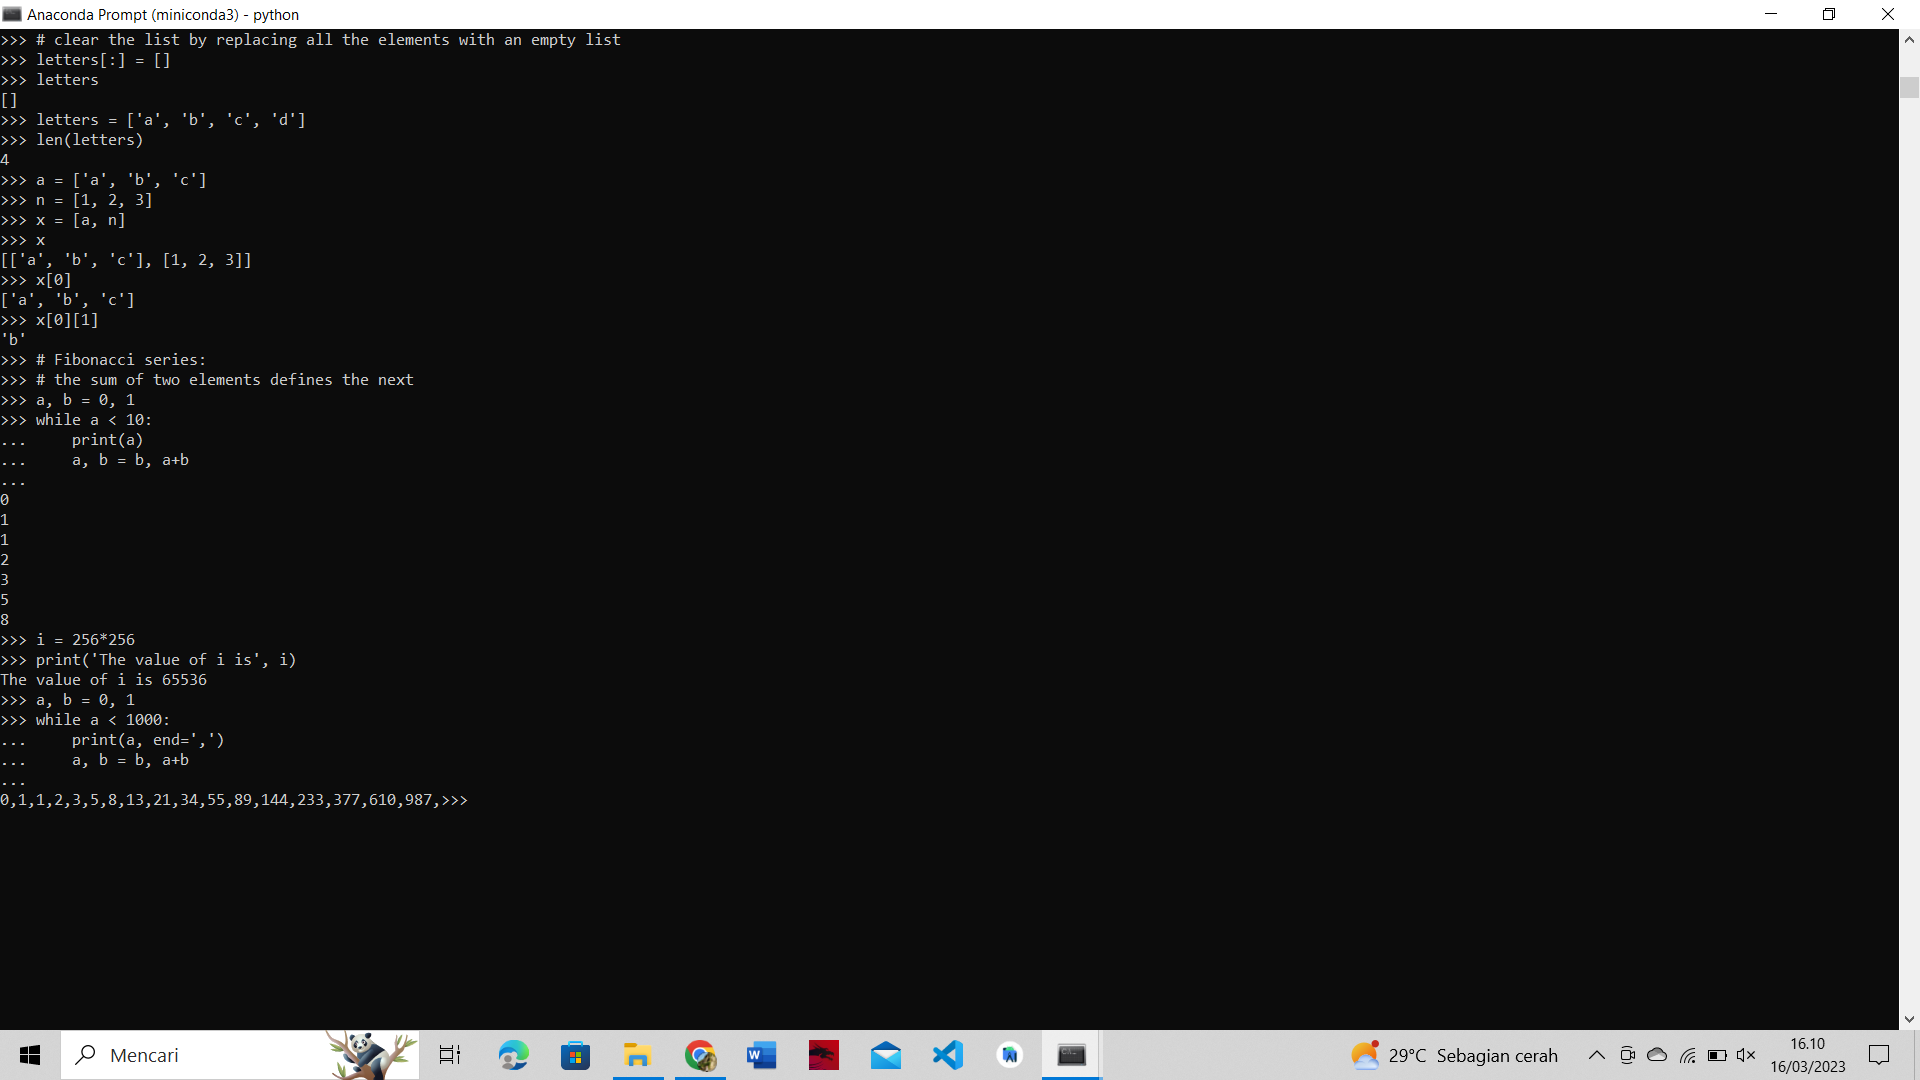 Anaconda Prompt (miniconda3) - python
>>> # clear the list by replacing all the elements with an empty list
>>> letters[:] = []
>>> letters
[]
>>> letters = ['a', 'b', 'c', 'd']
>>> len(letters)
4
>>> a = ['a', 'b', 'c']
>>> n = [1, 2, 3]
>>> x = [a, n]
>>> x
[['a', 'b', 'c'], [1, 2, 3]]
>>> x[0]
['a', 'b', 'c']
>>> x[0][1]
'b'
>>> # Fibonacci series:
>>> # the sum of two elements defines the next
>>> a, b = 0, 1
>>> while a < 10:
...     print(a)
...     a, b = b, a+b
...
0
1
1
2
3
5
8
>>> i = 256*256
>>> print('The value of i is', i)
The value of i is 65536
>>> a, b = 0, 1
>>> while a < 1000:
...     print(a, end=',')
...     a, b = b, a+b
...
0,1,1,2,3,5,8,13,21,34,55,89,144,233,377,610,987,>>>
Mencari
29°C Sebagian cerah
16.10
16/03/2023